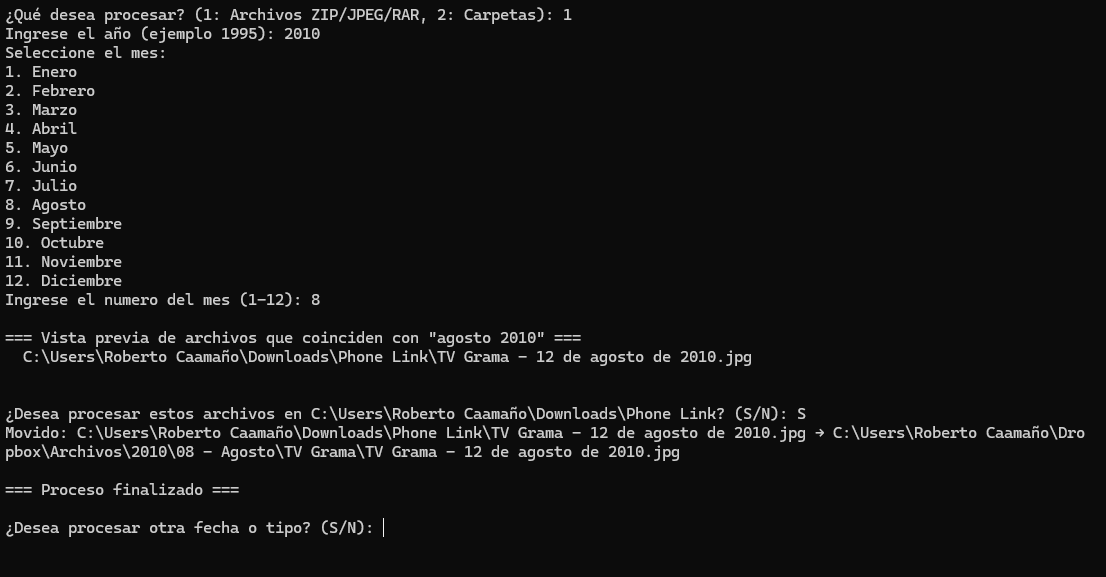 ¿Qué desea procesar? (1: Archivos ZIP/JPEG/RAR, 2: Carpetas): 1
Ingrese el año (ejemplo 1995): 2010
Seleccione el mes:
1. Enero
2. Febrero
3. Marzo
4. Abril
5. Mayo
6. Junio
7. Julio
8. Agosto
9. Septiembre
10. Octubre
11. Noviembre
12. Diciembre
Ingrese el numero del mes (1-12): 8
=== Vista previa de archivos que coinciden con "agosto 2010" ===
C:\Users\Roberto Caamaño\Downloads\Phone Link\TV Grama - 12 de agosto de 2010.jpg
¿Desea procesar estos archivos en C:\Users\Roberto Caamaño\Downloads\Phone Link? (S/N): S
Movido: C:\Users\Roberto Caamaño\Downloads\Phone Link\TV Grama - 12 de agosto de 2010.jpg → C:\Users\Roberto Caamaño\Dro
pbox\Archivos\2010\08 - Agosto\TV Grama\TV Grama - 12 de agosto de 2010.jpg
=== Proceso finalizado ===
¿Desea procesar otra fecha o tipo? (S/N):